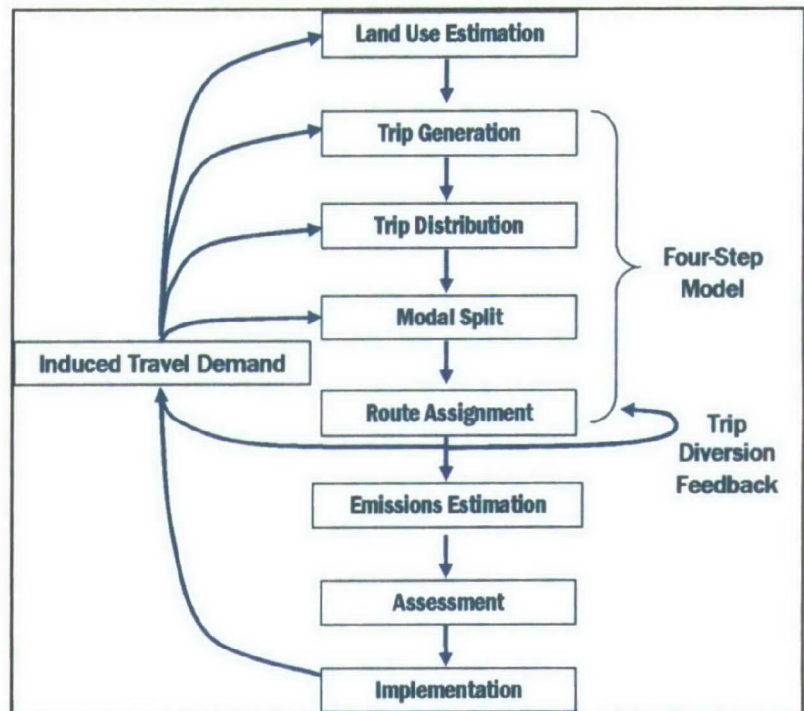 Land Use Estimation
Trip Generation
Trip Distribution
Four-Step
Model
Modal Split
Induced Travel Demand
Route Assignment
Trip
Diversion
Feedback
Emissions Estimation
Assessment
Implementation